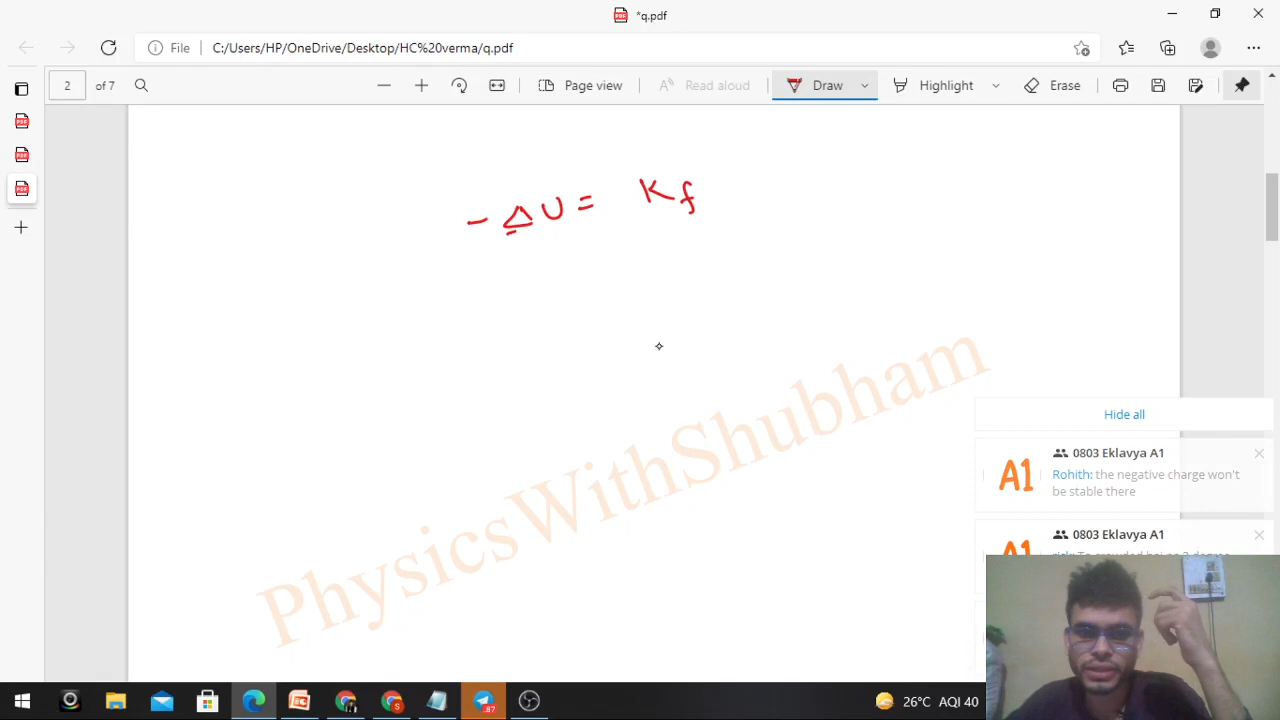 *q.pdf
File C:/Users/HP/OneDrive/Desktop/HC%20verma/q.pdf
2 of 7 Page view Read aloud Draw Highlight Erase
- ΔU = Kf
PhysicsWithShubham
Hide all
0803 Eklavya A1
A1 Rohith: the negative charge won't
be stable there
0803 Eklavya A1
87
26°C AQI 40